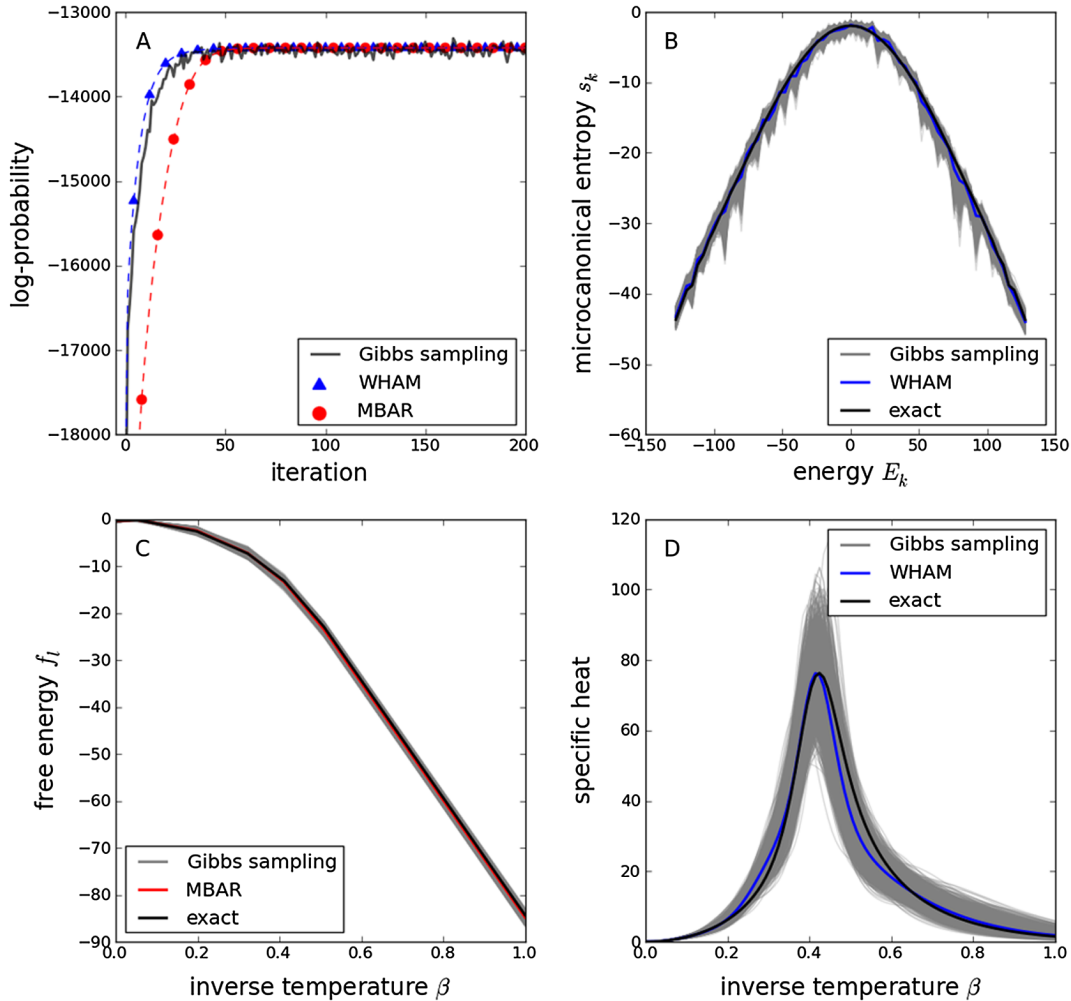 A
log-probability
−13000
−14000
−15000
−16000
−17000
−18000
0
50
100
150
200
iteration
Gibbs sampling
WHAM
MBAR
B
microcanonical entropy s_k
0
−10
−20
−30
−40
−50
−60
−150
−100
−50
0
50
100
150
energy E_k
Gibbs sampling
WHAM
exact
C
free energy f_l
0
−10
−20
−30
−40
−50
−60
−70
−80
−90
0.0
0.2
0.4
0.6
0.8
1.0
inverse temperature β
Gibbs sampling
MBAR
exact
D
specific heat
120
100
80
60
40
20
0
0.0
0.2
0.4
0.6
0.8
1.0
inverse temperature β
Gibbs sampling
WHAM
exact